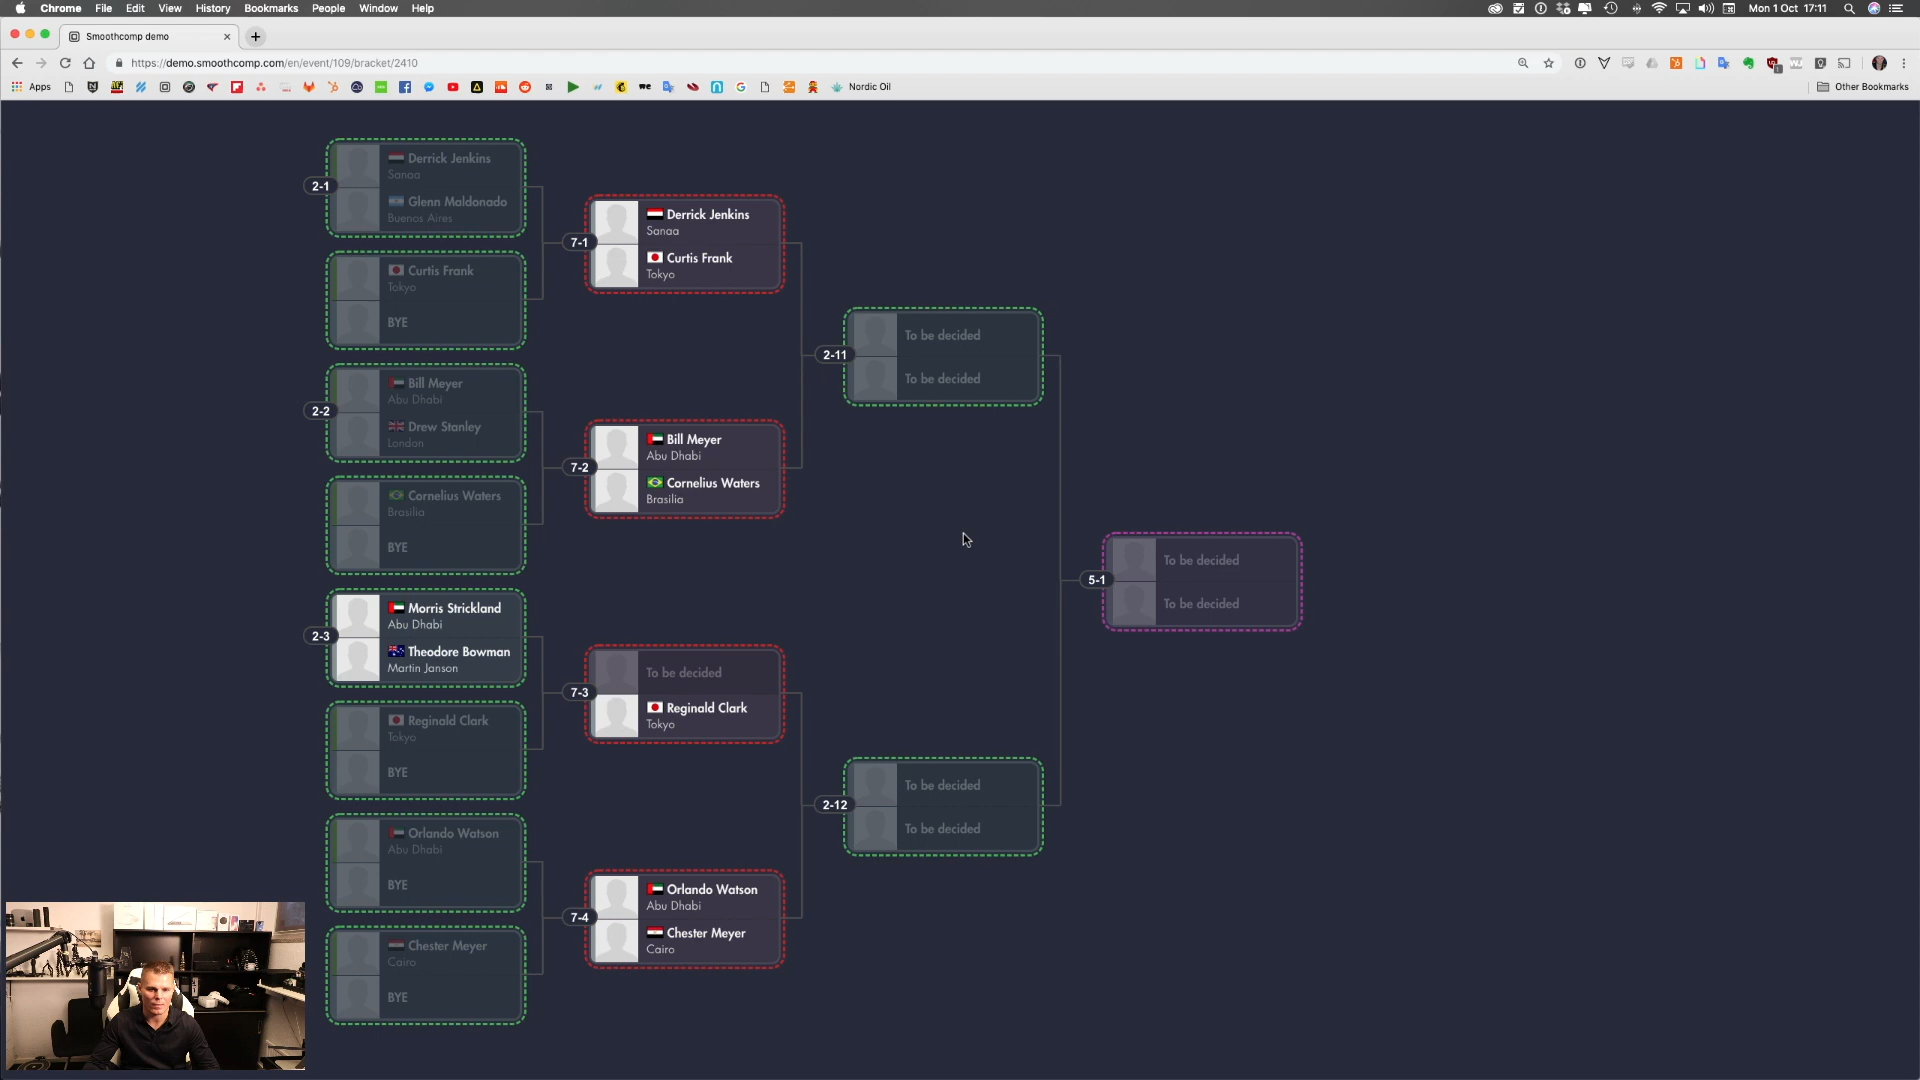 Chrome File Edit View History Bookmarks People Window Help
Mon 1 Oct 17:11
Smoothcomp demo
https://demo.smoothcomp.com/en/event/109/bracket/2410
Apps
Nordic Oil
Other Bookmarks
2-1
Derrick Jenkins
Sanaa
Glenn Maldonado
Buenos Aires
Curtis Frank
Tokyo
BYE
2-2
Bill Meyer
Abu Dhabi
Drew Stanley
London
Cornelius Waters
Brasilia
BYE
2-3
Morris Strickland
Abu Dhabi
Theodore Bowman
Martin Janson
Reginald Clark
Tokyo
BYE
Orlando Watson
Abu Dhabi
BYE
Chester Meyer
Cairo
BYE
7-1
Derrick Jenkins
Sanaa
Curtis Frank
Tokyo
7-2
Bill Meyer
Abu Dhabi
Cornelius Waters
Brasilia
7-3
To be decided
Reginald Clark
Tokyo
7-4
Orlando Watson
Abu Dhabi
Chester Meyer
Cairo
2-11
To be decided
To be decided
2-12
To be decided
To be decided
5-1
To be decided
To be decided